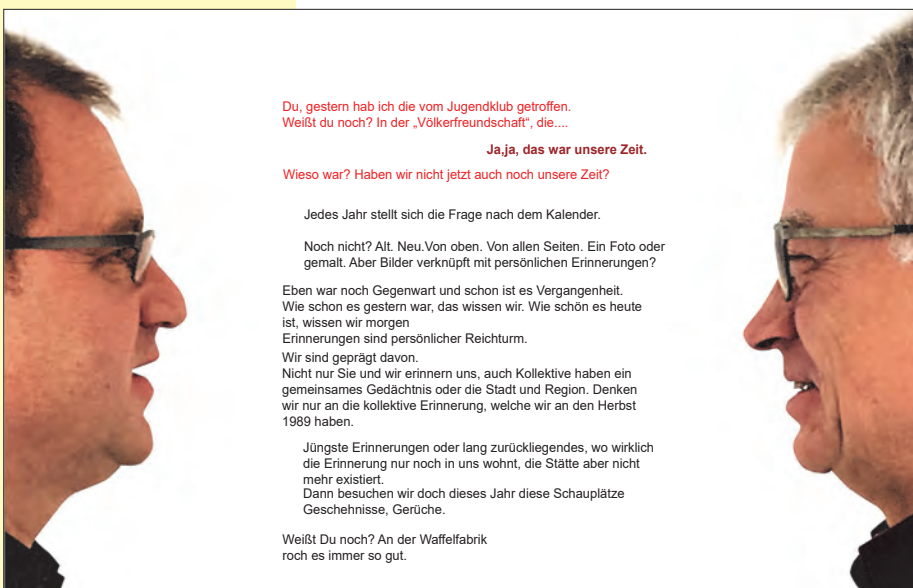 Du, gestern hab ich die vom Jugendklub getroffen.
Weißt du noch? In der „Völkerfreundschaft“, die....
Ja,ja, das war unsere Zeit.
Wieso war? Haben wir nicht jetzt auch noch unsere Zeit?
Jedes Jahr stellt sich die Frage nach dem Kalender.
Noch nicht? Alt. Neu.Von oben. Von allen Seiten. Ein Foto oder
gemalt. Aber Bilder verknüpft mit persönlichen Erinnerungen?
Eben war noch Gegenwart und schon ist es Vergangenheit.
Wie schon es gestern war, das wissen wir. Wie schön es heute
ist, wissen wir morgen
Erinnerungen sind persönlicher Reichturm.
Wir sind geprägt davon.
Nicht nur Sie und wir erinnern uns, auch Kollektive haben ein
gemeinsames Gedächtnis oder die Stadt und Region. Denken
wir nur an die kollektive Erinnerung, welche wir an den Herbst
1989 haben.
Jüngste Erinnerungen oder lang zurückliegendes, wo wirklich
die Erinnerung nur noch in uns wohnt, die Stätte aber nicht
mehr existiert.
Dann besuchen wir doch dieses Jahr diese Schauplätze
Geschehnisse, Gerüche.
Weißt Du noch? An der Waffelfabrik
roch es immer so gut.